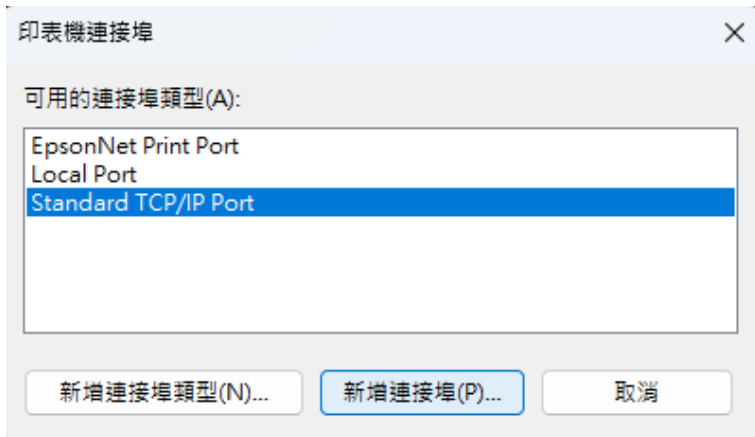 印表機連接埠
可用的連接埠類型(A):
EpsonNet Print Port
Local Port
Standard TCP/IP Port
新增連接埠類型(N)... 新增連接埠(P)... 取消